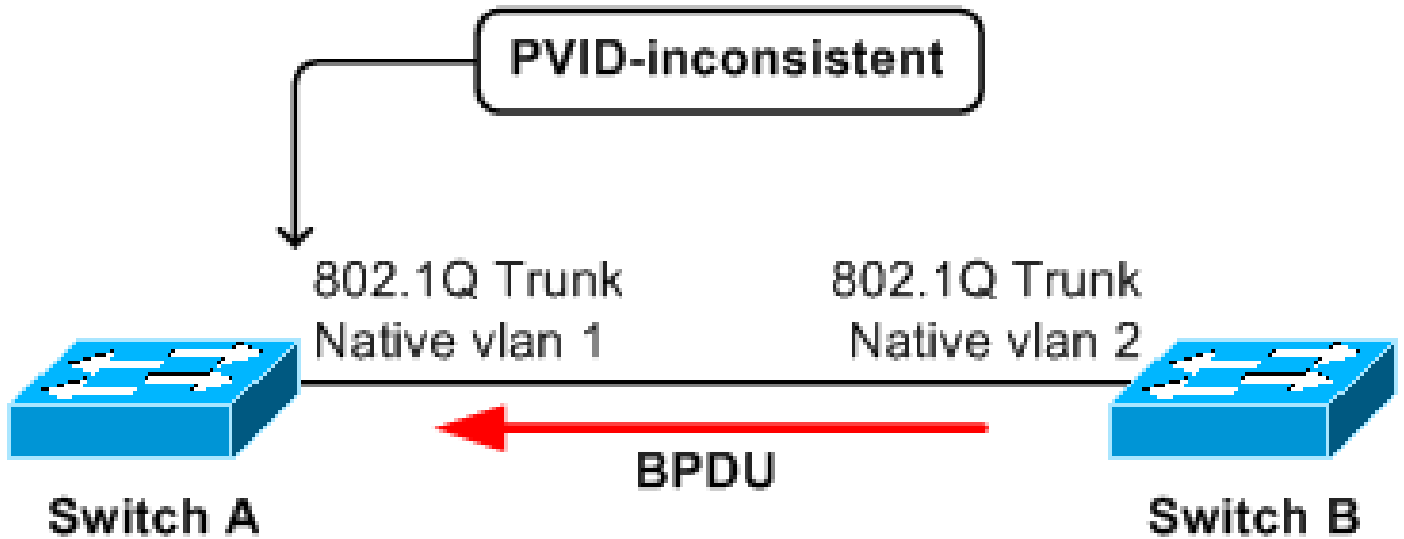 PVID-inconsistent
802.1Q Trunk
Native vlan 1
802.1Q Trunk
Native vlan 2
BPDU
Switch A
Switch B